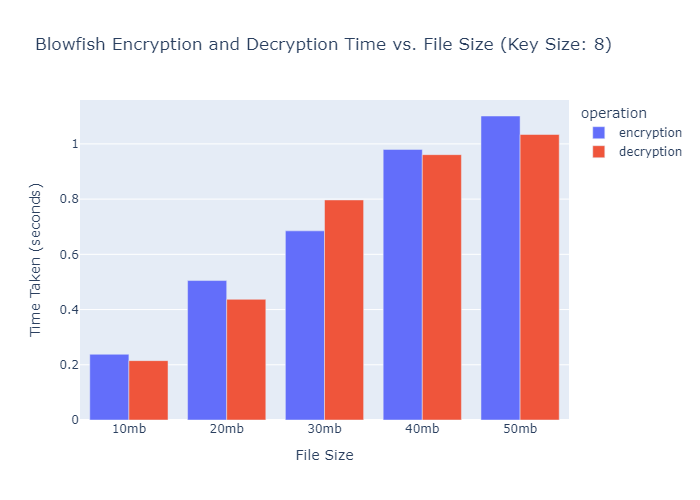 Blowfish Encryption and Decryption Time vs. File Size (Key Size: 8)
operation
encryption
decryption
Time Taken (seconds)
1
0.8
0.6
0.4
0.2
0
10mb
20mb
30mb
40mb
50mb
File Size